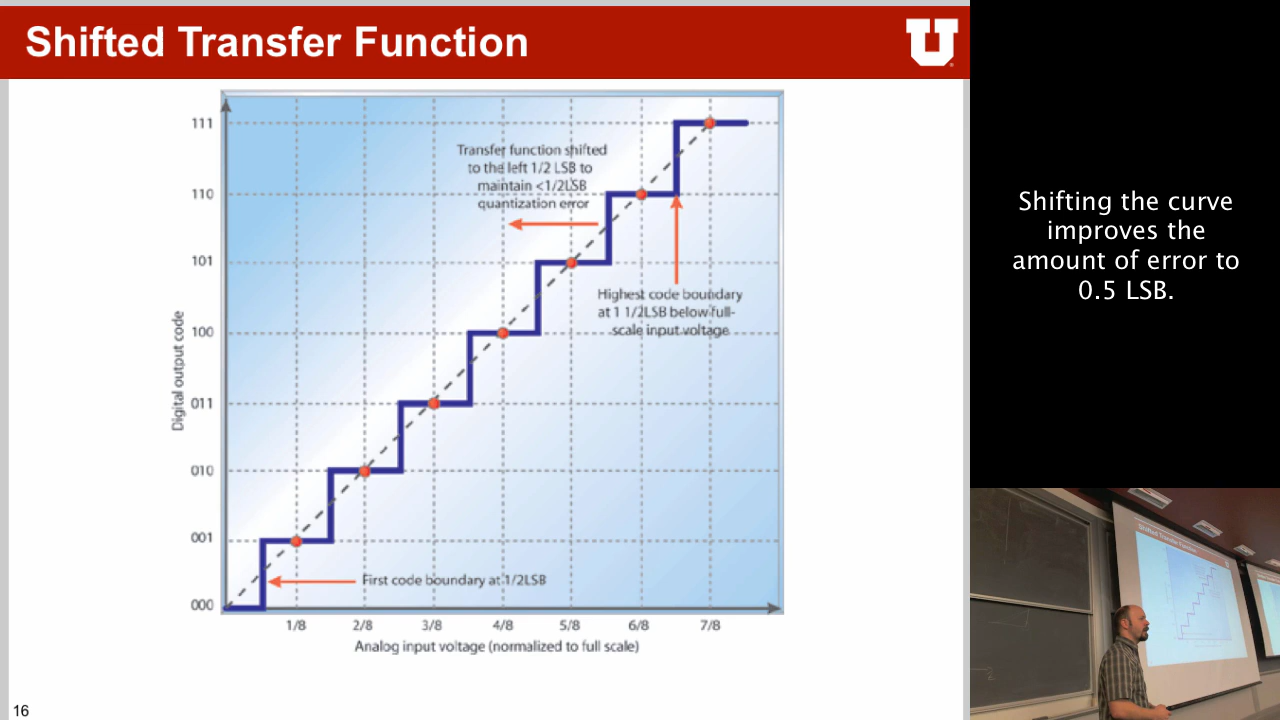 Shifted Transfer Function
U
111
110
101
100
011
010
001
000
Digital output code
Transfer function shifted
to the left 1/2 LSB to
maintain <1/2LSB
quantization error
Highest code boundary
at 1 1/2LSB below full-
scale input voltage
First code boundary at 1/2LSB
1/8 2/8 3/8 4/8 5/8 6/8 7/8
Analog input voltage (normalized to full scale)
16
Shifting the curve
improves the
amount of error to
0.5 LSB.
Shifted Transfer Function